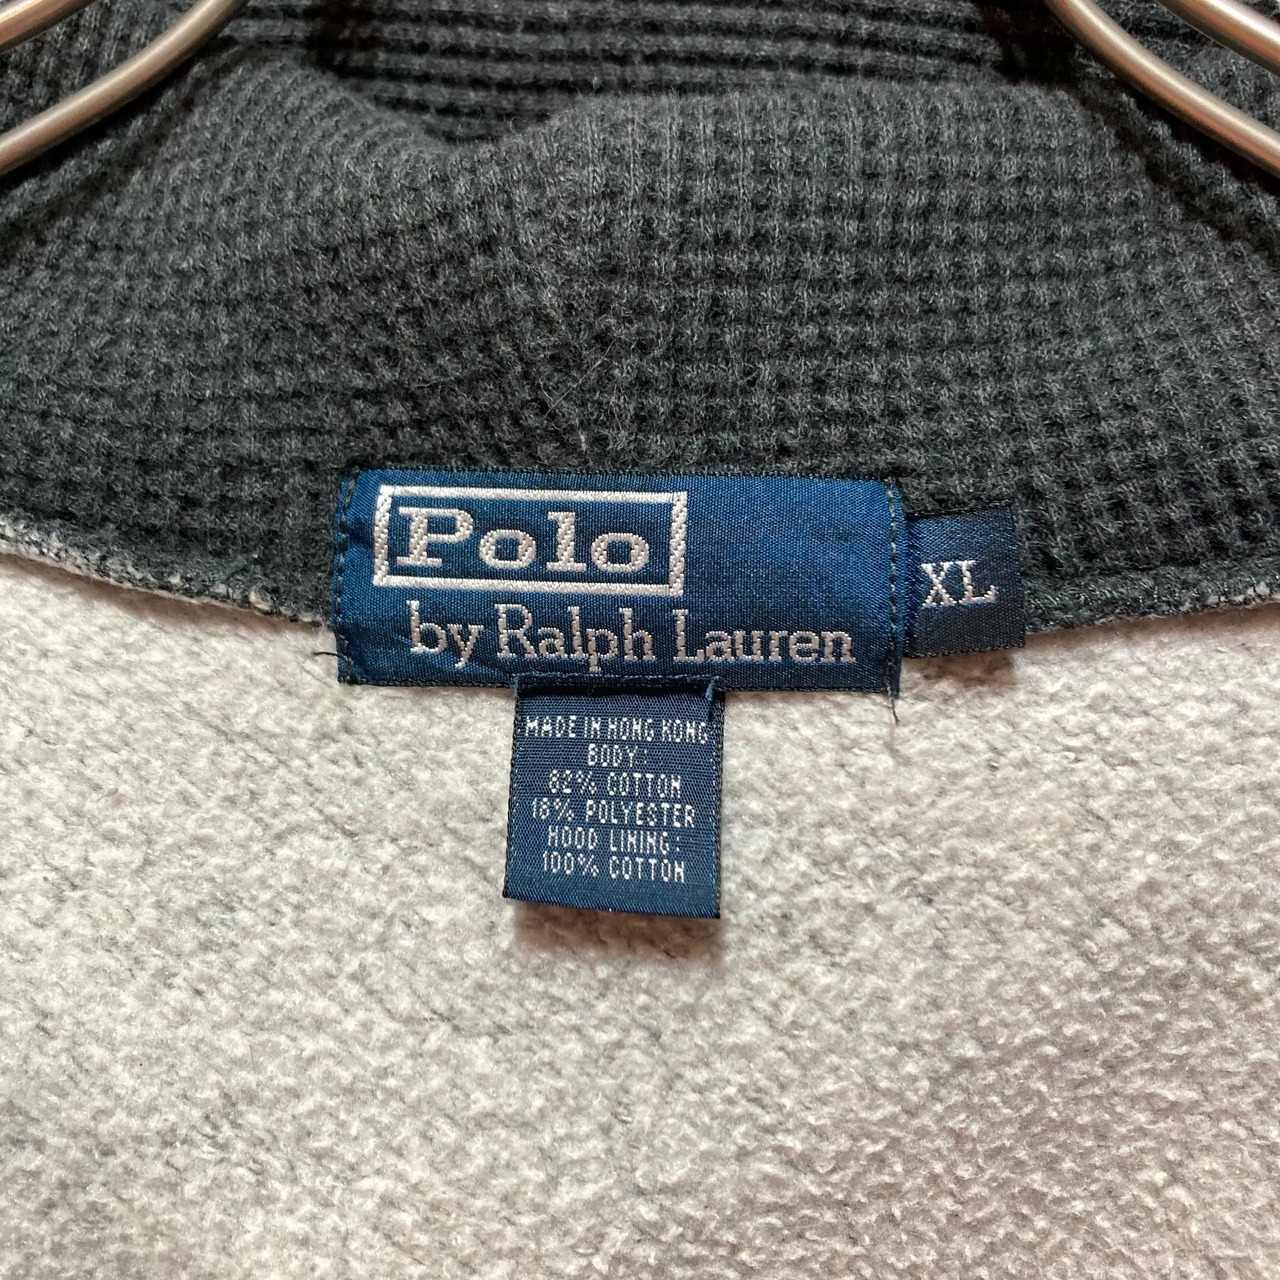 Polo
by Ralph Lauren
XL
MADE IN HONG KONG
BODY:
82% COTTON
18% POLYESTER
HOOD LINING:
100% COTTON